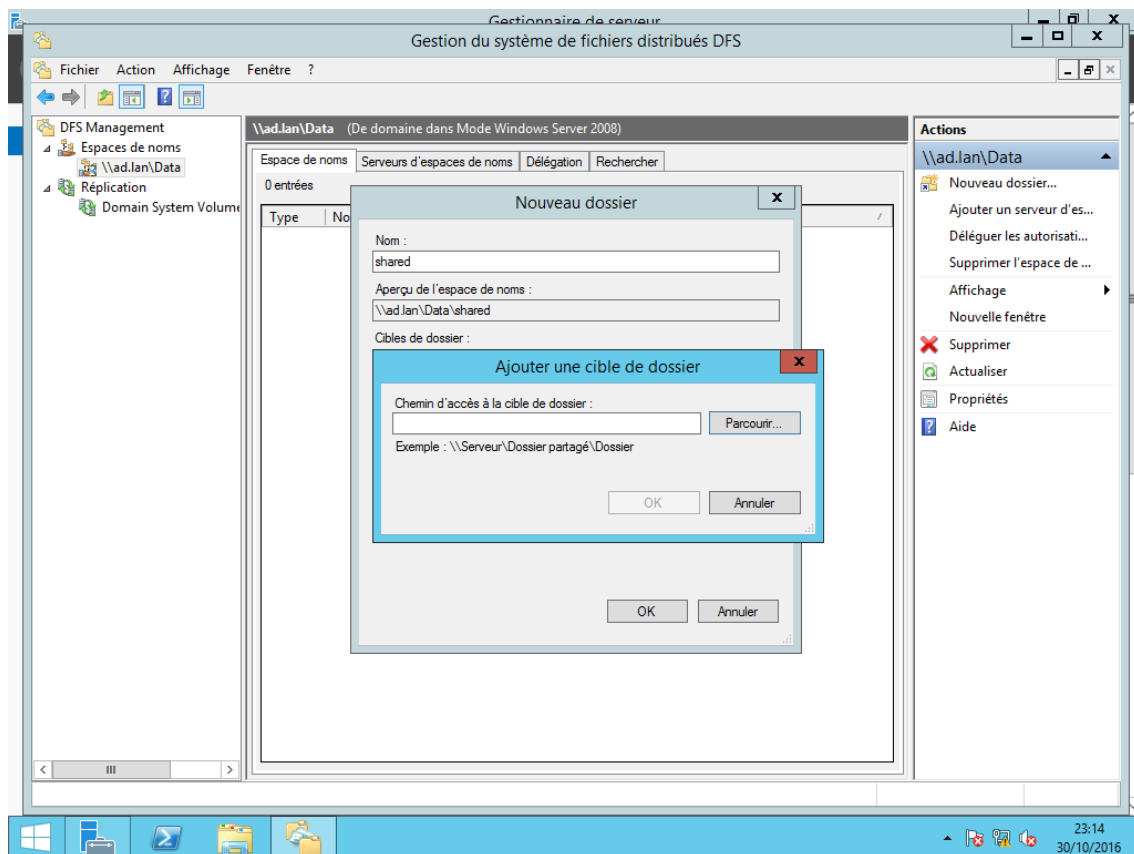 Gestionnaire de serveur
Gestion du système de fichiers distribués DFS
Fichier Action Affichage Fenêtre ?
DFS Management
Espaces de noms
\\ad.lan\Data
Réplication
Domain System Volume
\\ad.lan\Data (De domaine dans Mode Windows Server 2008)
Espace de noms Serveurs d'espaces de noms Délégation Rechercher
0 entrées
Type No
Nouveau dossier
Nom :
shared
Aperçu de l'espace de noms :
\\ad.lan\Data\shared
Cibles de dossier :
Ajouter une cible de dossier
Chemin d'accès à la cible de dossier :
Parcourir...
Exemple : \\Serveur\Dossier partagé\Dossier
OK Annuler
OK Annuler
Actions
\\ad.lan\Data
Nouveau dossier...
Ajouter un serveur d'es...
Déléguer les autorisati...
Supprimer l'espace de ...
Affichage
Nouvelle fenêtre
Supprimer
Actualiser
Propriétés
Aide
23:14
30/10/2016